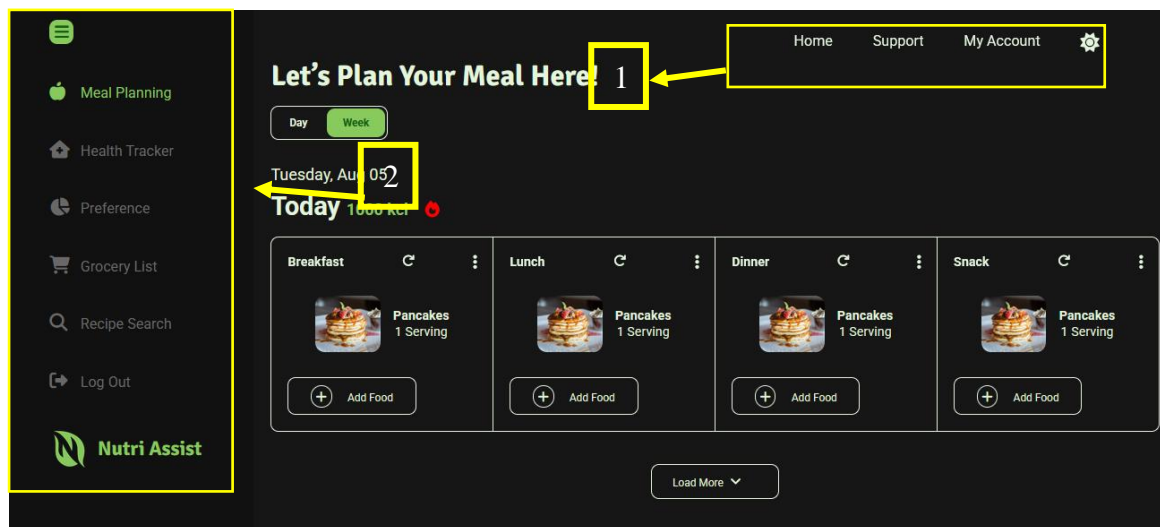 Home Support My Account
Let's Plan Your Meal Here!
1
Meal Planning
Day Week
Health Tracker
Tuesday, Aug 05
2
Preference
Today 1000 kcl
Grocery List
Breakfast Lunch Dinner Snack
Pancakes Pancakes Pancakes Pancakes
1 Serving 1 Serving 1 Serving 1 Serving
Recipe Search
Log Out
Add Food Add Food Add Food Add Food
Nutri Assist
Load More